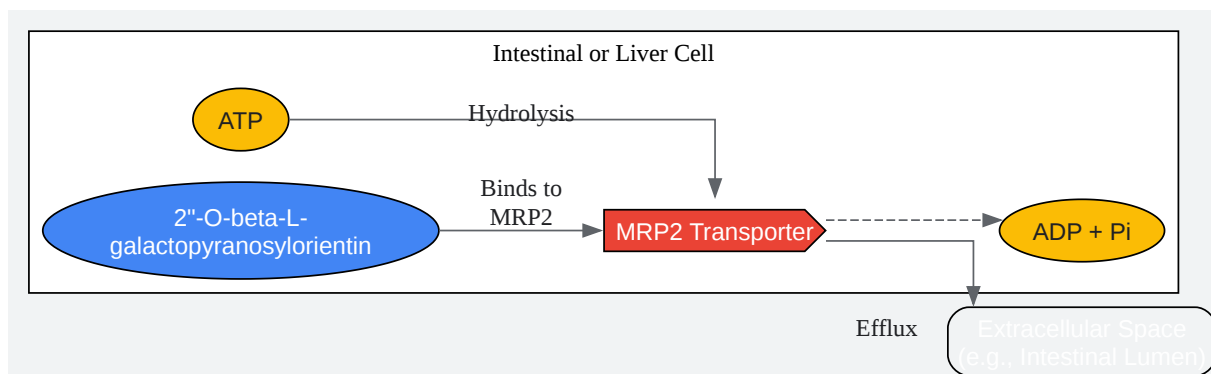 Intestinal or Liver Cell
ATP
Hydrolysis
2"-O-beta-L-
galactopyranosylorientin
Binds to
MRP2
MRP2 Transporter
ADP + Pi
Efflux
Extracellular Space
(e.g., Intestinal Lumen)